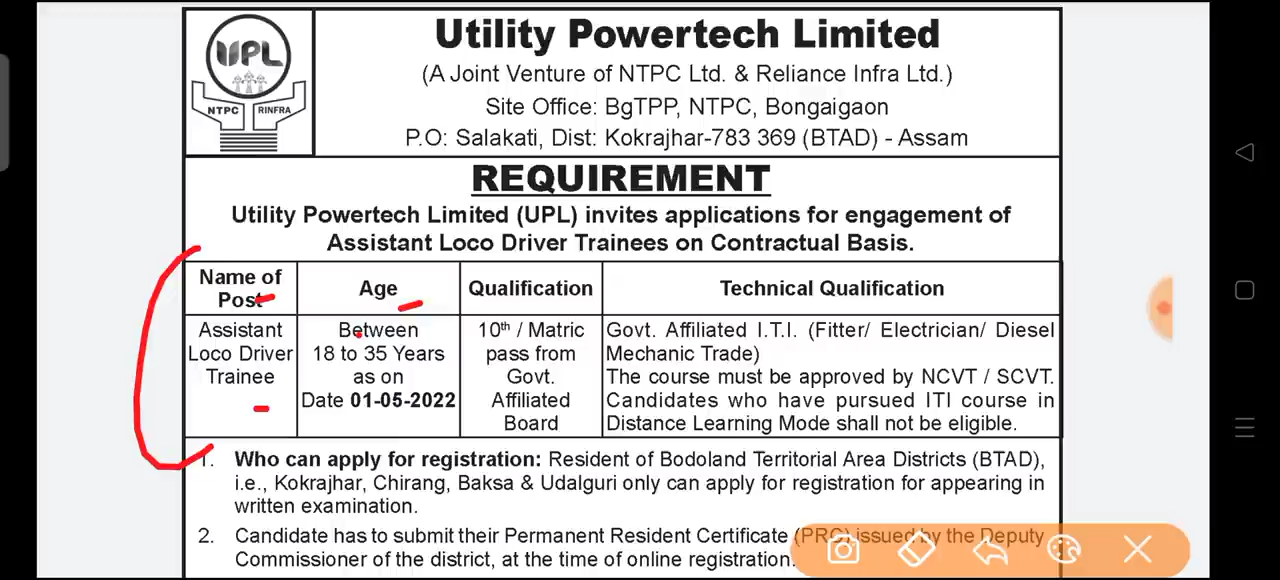 UPL
NTPC
RINFRA
Utility Powertech Limited
(A Joint Venture of NTPC Ltd. & Reliance Infra Ltd.)
Site Office: BgTPP, NTPC, Bongaigaon
P.O: Salakati, Dist: Kokrajhar-783 369 (BTAD) - Assam
REQUIREMENT
Utility Powertech Limited (UPL) invites applications for engagement of
Assistant Loco Driver Trainees on Contractual Basis.
Name of
Post
Age
Qualification
Technical Qualification
Assistant
Loco Driver
Trainee
Between
18 to 35 Years
as on
Date 01-05-2022
10th / Matric
pass from
Govt.
Affiliated
Board
Govt. Affiliated I.T.I. (Fitter/ Electrician/ Diesel
Mechanic Trade)
The course must be approved by NCVT / SCVT.
Candidates who have pursued ITI course in
Distance Learning Mode shall not be eligible.
1. Who can apply for registration: Resident of Bodoland Territorial Area Districts (BTAD),
i.e., Kokrajhar, Chirang, Baksa & Udalguri only can apply for registration for appearing in
written examination.
2. Candidate has to submit their Permanent Resident Certificate (PRC) issued by the Deputy
Commissioner of the district, at the time of online registration.